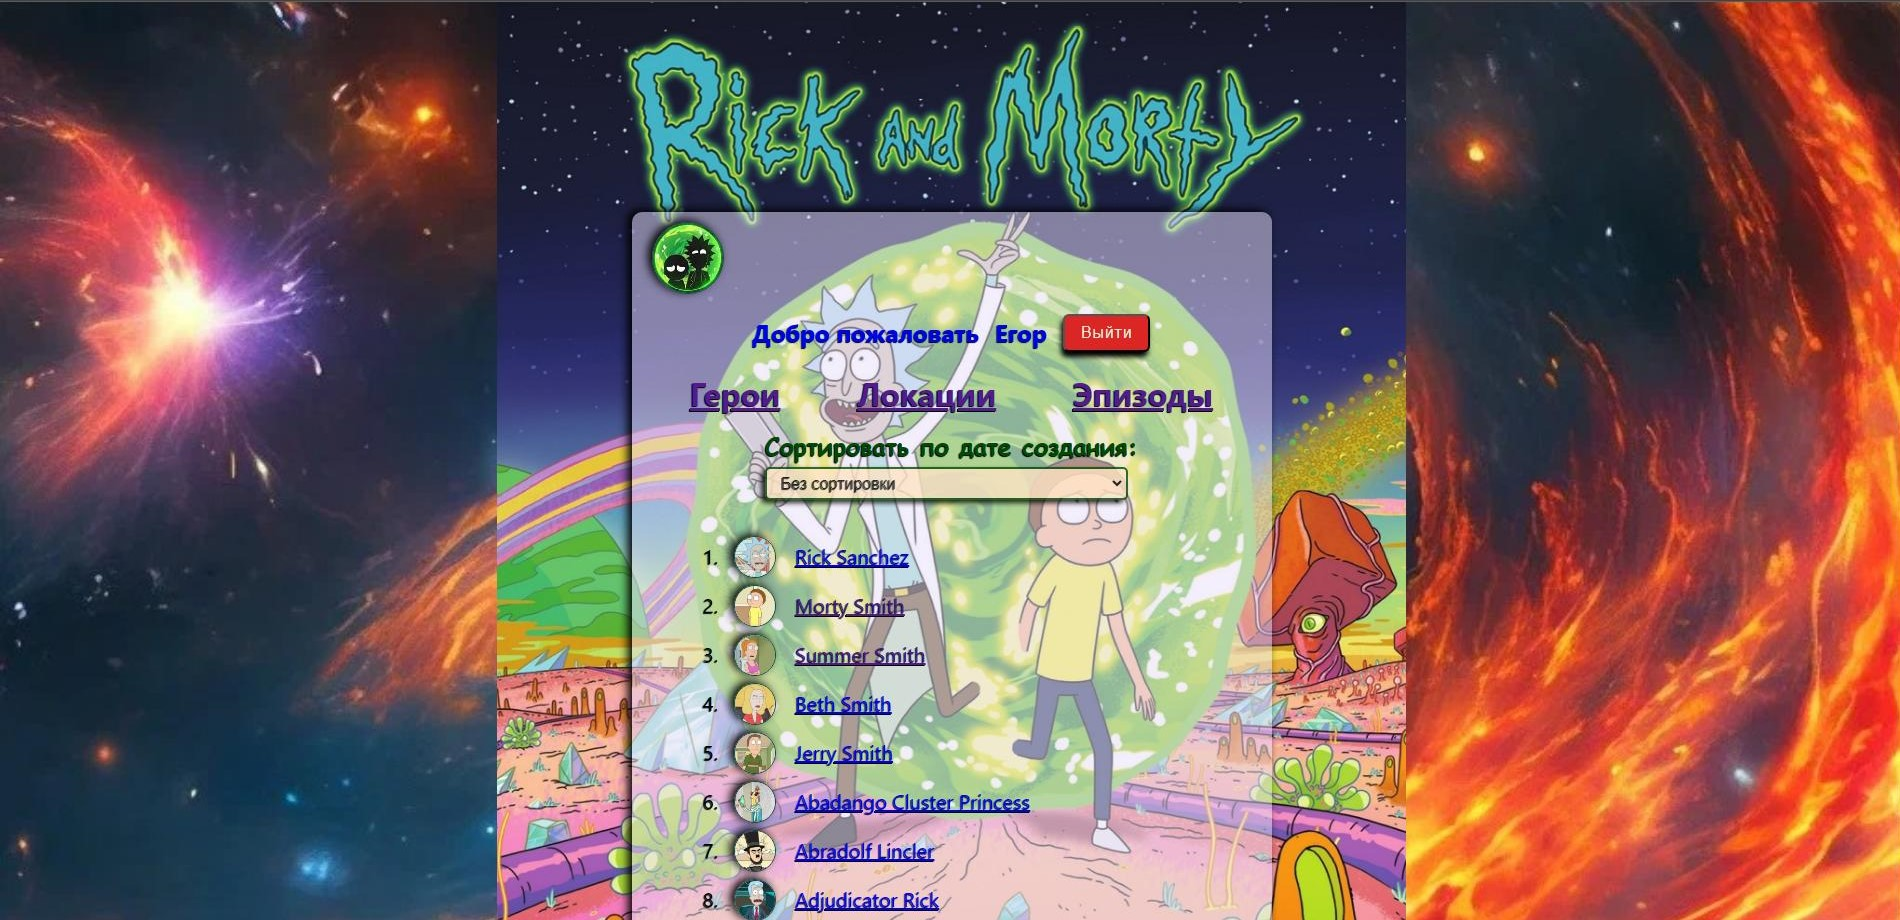 Rick and Morty
Добро пожаловать Егор Выйти
Герои Локации Эпизоды
Сортировать по дате создания:
Без сортировки
1. Rick Sanchez
2. Morty Smith
3. Summer Smith
4. Beth Smith
5. Jerry Smith
6. Abadango Cluster Princess
7. Abradolf Lincler
8. Adjudicator Rick